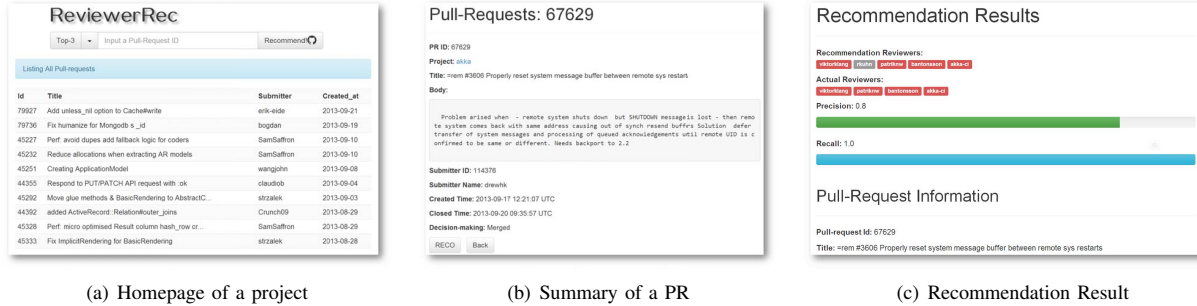 ReviewerRec
Top-3 Input a Pull-Request ID Recommend!
Listing All Pull-requests
Id Title Submitter Created_at
79927 Add unless_nil option to Cache#write erik-eide 2013-09-21
79736 Fix humanize for Mongodb s _id bogdan 2013-09-19
45227 Perf: avoid dupes add fallback logic for coders SamSaffron 2013-09-10
45232 Reduce allocations when extracting AR models SamSaffron 2013-09-10
45251 Creating ApplicationModel wangjohn 2013-09-08
44355 Respond to PUT/PATCH API request with :ok claudiob 2013-09-04
45292 Move glue methods & BasicRendering to AbstractC... strzalek 2013-09-03
44392 added ActiveRecord::Relation#outer_joins Crunch09 2013-08-29
45328 Perf: micro optimised Result column hash_row cr... SamSaffron 2013-08-29
45333 Fix ImplicitRendering for BasicRendering strzalek 2013-08-28
(a) Homepage of a project
Pull-Requests: 67629
PR ID: 67629
Project: akka
Title: =rem #3606 Properly reset system message buffer between remote sys restart
Body:
Problem arised when - remote system shuts down but SHUTDOWN message is lost - then remo
te system comes back with same address causing out of synch resend buffrs Solution defer
transfer of system messages and processing of queued acknowledgements util remote UID is c
onfirmed to be same or different. Needs backport to 2.2
Submitter ID: 114378
Submitter Name: drewhk
Created Time: 2013-09-17 12:21:07 UTC
Closed Time: 2013-09-20 09:35:57 UTC
Decision-making: Merged
RECO Back
(b) Summary of a PR
Recommendation Results
Recommendation Reviewers:
viktorklang rkuhn patriknw bantonsson akka-ci
Actual Reviewers:
viktorklang patriknw bantonsson akka-ci
Precision: 0.8
Recall: 1.0
Pull-Request Information
Pull-request Id: 67629
Title: =rem #3606 Properly reset system message buffer between remote sys restarts
(c) Recommendation Result